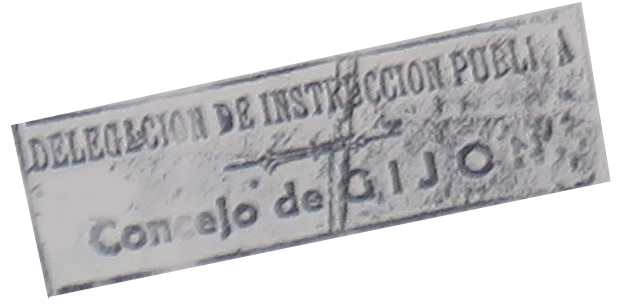 DELEGACION DE INSTRUCCION PUBLICA
Concejo de GIJON